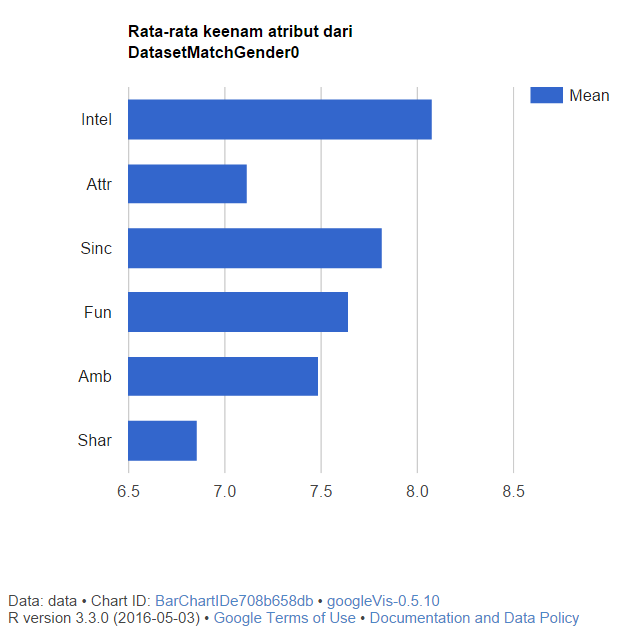 Rata-rata keenam atribut dari
DatasetMatchGender0
Mean
Intel
Attr
Sinc
Fun
Amb
Shar
6.5 7.0 7.5 8.0 8.5
Data: data • Chart ID: BarChartIDe708b658db • googleVis-0.5.10
R version 3.3.0 (2016-05-03) • Google Terms of Use • Documentation and Data Policy